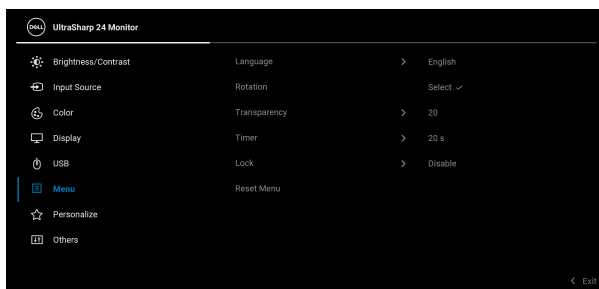 DELL UltraSharp 24 Monitor
Brightness/Contrast Language > English
Input Source Rotation Select ✓
Color Transparency > 20
Display Timer > 20 s
USB Lock > Disable
Menu Reset Menu
Personalize
Others
< Exit